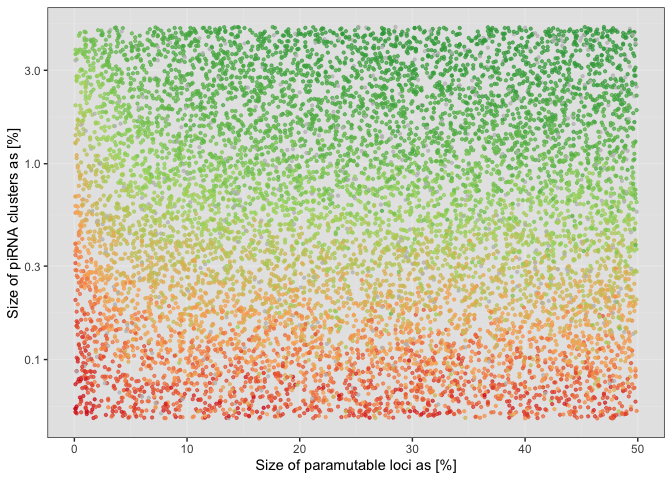 Size of piRNA clusters as [%]
3.0
1.0
0.3
0.1
0 10 20 30 40 50
Size of paramutable loci as [%]